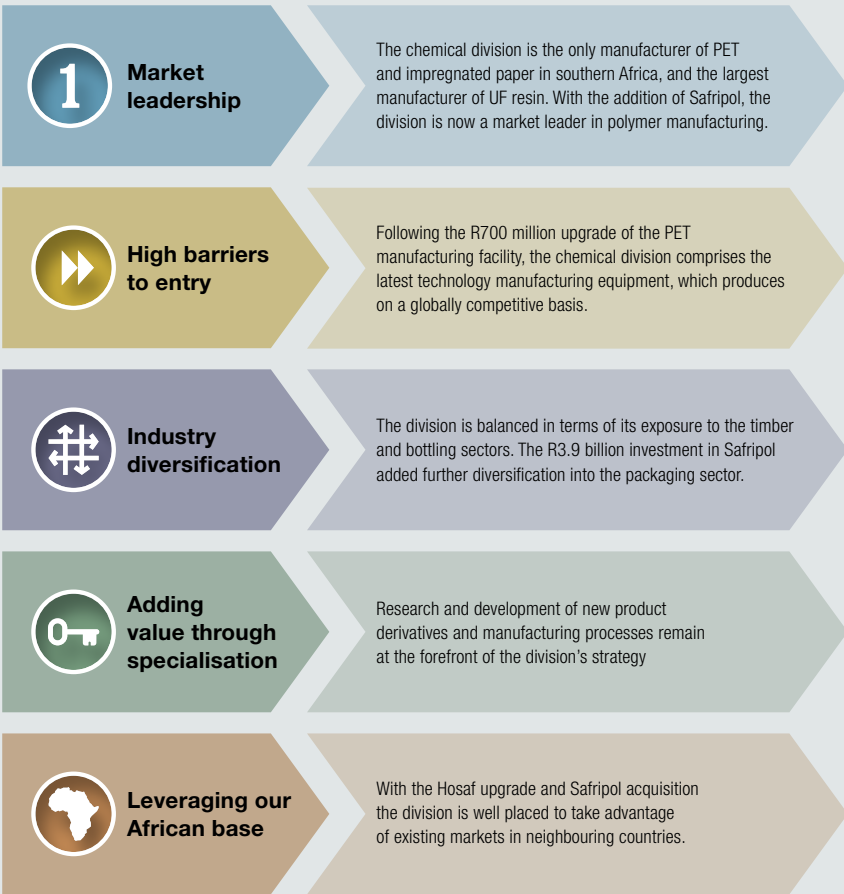 1
Market
leadership
The chemical division is the only manufacturer of PET
and impregnated paper in southern Africa, and the largest
manufacturer of UF resin. With the addition of Safripol, the
division is now a market leader in polymer manufacturing.
High barriers
to entry
Following the R700 million upgrade of the PET
manufacturing facility, the chemical division comprises the
latest technology manufacturing equipment, which produces
on a globally competitive basis.
Industry
diversification
The division is balanced in terms of its exposure to the timber
and bottling sectors. The R3.9 billion investment in Safripol
added further diversification into the packaging sector.
Adding
value through
specialisation
Research and development of new product
derivatives and manufacturing processes remain
at the forefront of the division’s strategy
Leveraging our
African base
With the Hosaf upgrade and Safripol acquisition
the division is well placed to take advantage
of existing markets in neighbouring countries.